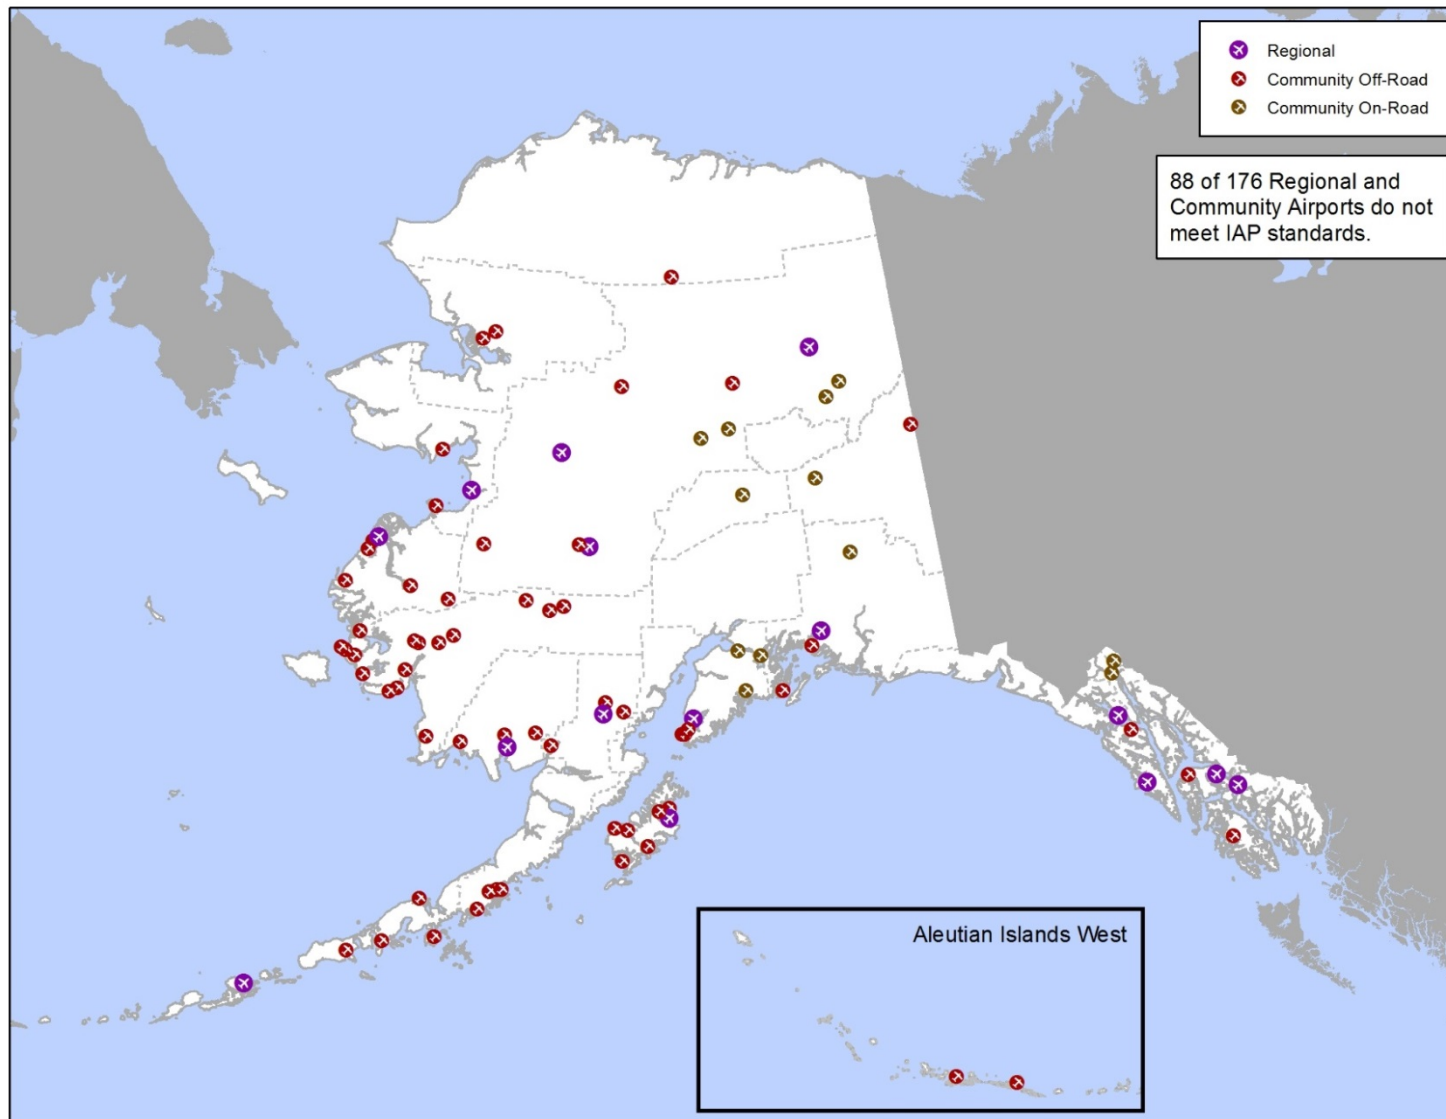 Regional
Community Off-Road
Community On-Road
88 of 176 Regional and
Community Airports do not
meet IAP standards.
Aleutian Islands West